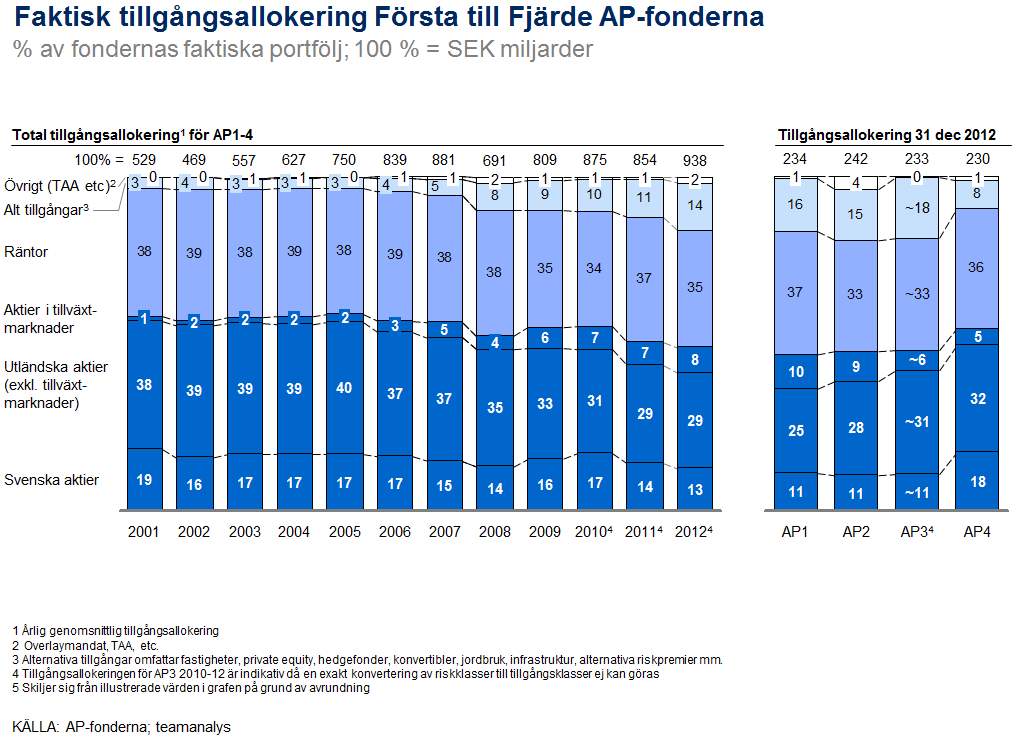 Faktisk tillgångsallokering Första till Fjärde AP-fonderna
% av fondernas faktiska portfölj; 100 % = SEK miljarder
Total tillgångsallokering¹ för AP1-4
Tillgångsallokering 31 dec 2012
100% = 529 469 557 627 750 839 881 691 809 875 854 938
234 242 233 230
Övrigt (TAA etc)² 0 0 1 1 0 1 1 2 1 1 1 2
1 4 0 1
Alt tillgångar³ 3 4 3 3 3 4 5 8 9 10 11 14
16 15 ~18 8
Räntor 38 39 38 39 38 39 38 38 35 34 37 35
37 33 ~33 36
Aktier i tillväxt-
marknader
1 2 2 2 2 3 5 4 6 7 7 8
10 9 ~6 5
Utländska aktier
(exkl. tillväxt-
marknader)
38 39 39 39 40 37 37 35 33 31 29 29
25 28 ~31 32
Svenska aktier 19 16 17 17 17 17 15 14 16 17 14 13
11 11 ~11 18
2001 2002 2003 2004 2005 2006 2007 2008 2009 2010⁴ 2011⁴ 2012⁴
AP1 AP2 AP3⁴ AP4
1 Årlig genomsnittlig tillgångsallokering
2 Overlaymandat, TAA, etc.
3 Alternativa tillgångar omfattar fastigheter, private equity, hedgefonder, konvertibler, jordbruk, infrastruktur, alternativa riskpremier mm.
4 Tillgångsallokeringen för AP3 2010-12 är indikativ då en exakt konvertering av riskklasser till tillgångsklasser ej kan göras
5 Skiljer sig från illustrerade värden i grafen på grund av avrundning
KÄLLA: AP-fonderna; teamanalys